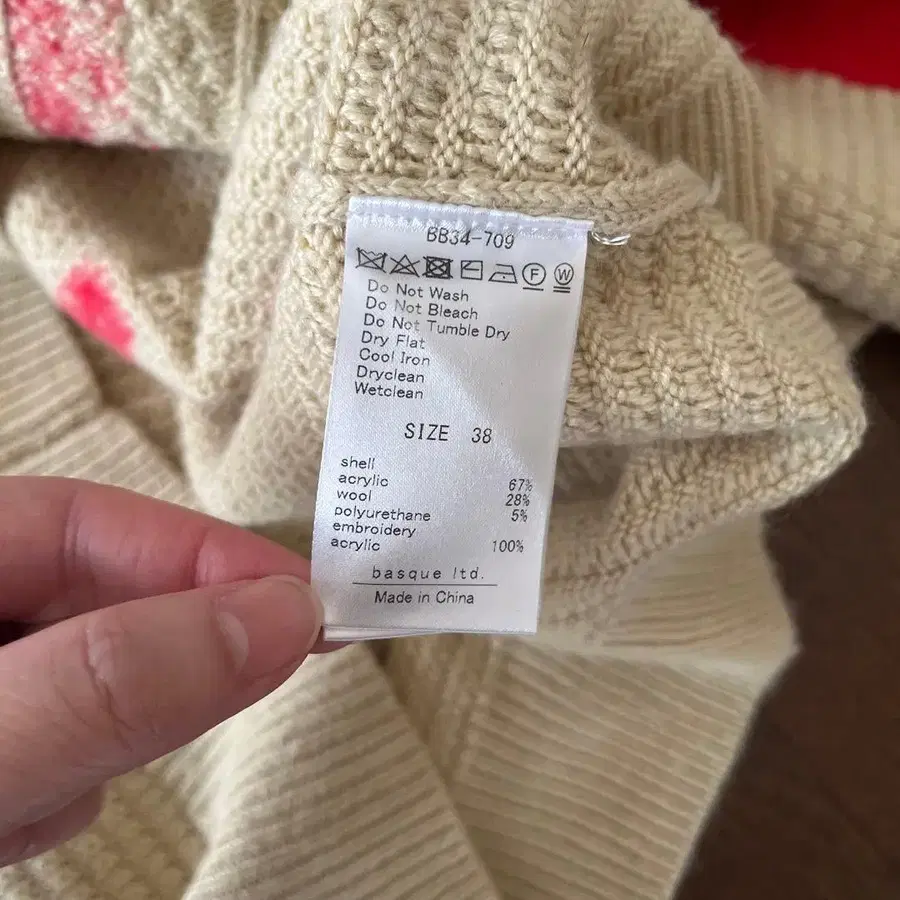 BB34-709
F W
Do Not Wash
Do Not Bleach
Do Not Tumble Dry
Dry Flat
Cool Iron
Dryclean
Wetclean
SIZE 38
shell
acrylic 67%
wool 28%
polyurethane 5%
embroidery
acrylic 100%
basque ltd.
Made in China